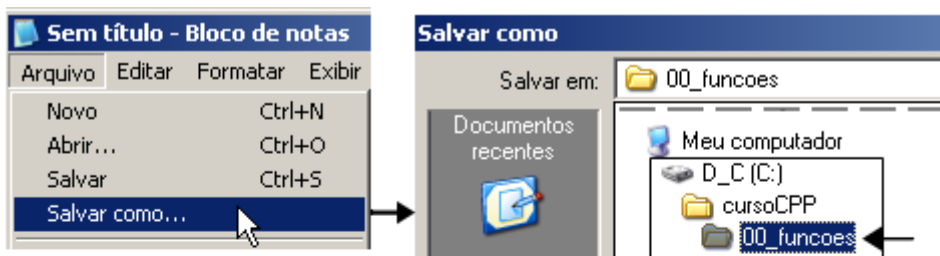 Sem título - Bloco de notas
Arquivo Editar Formatar Exibir
Novo Ctrl+N
Abrir... Ctrl+O
Salvar Ctrl+S
Salvar como...
Salvar como
Salvar em: 00_funcoes
Documentos
recentes
Meu computador
D_C (C:)
cursoCPP
00_funcoes